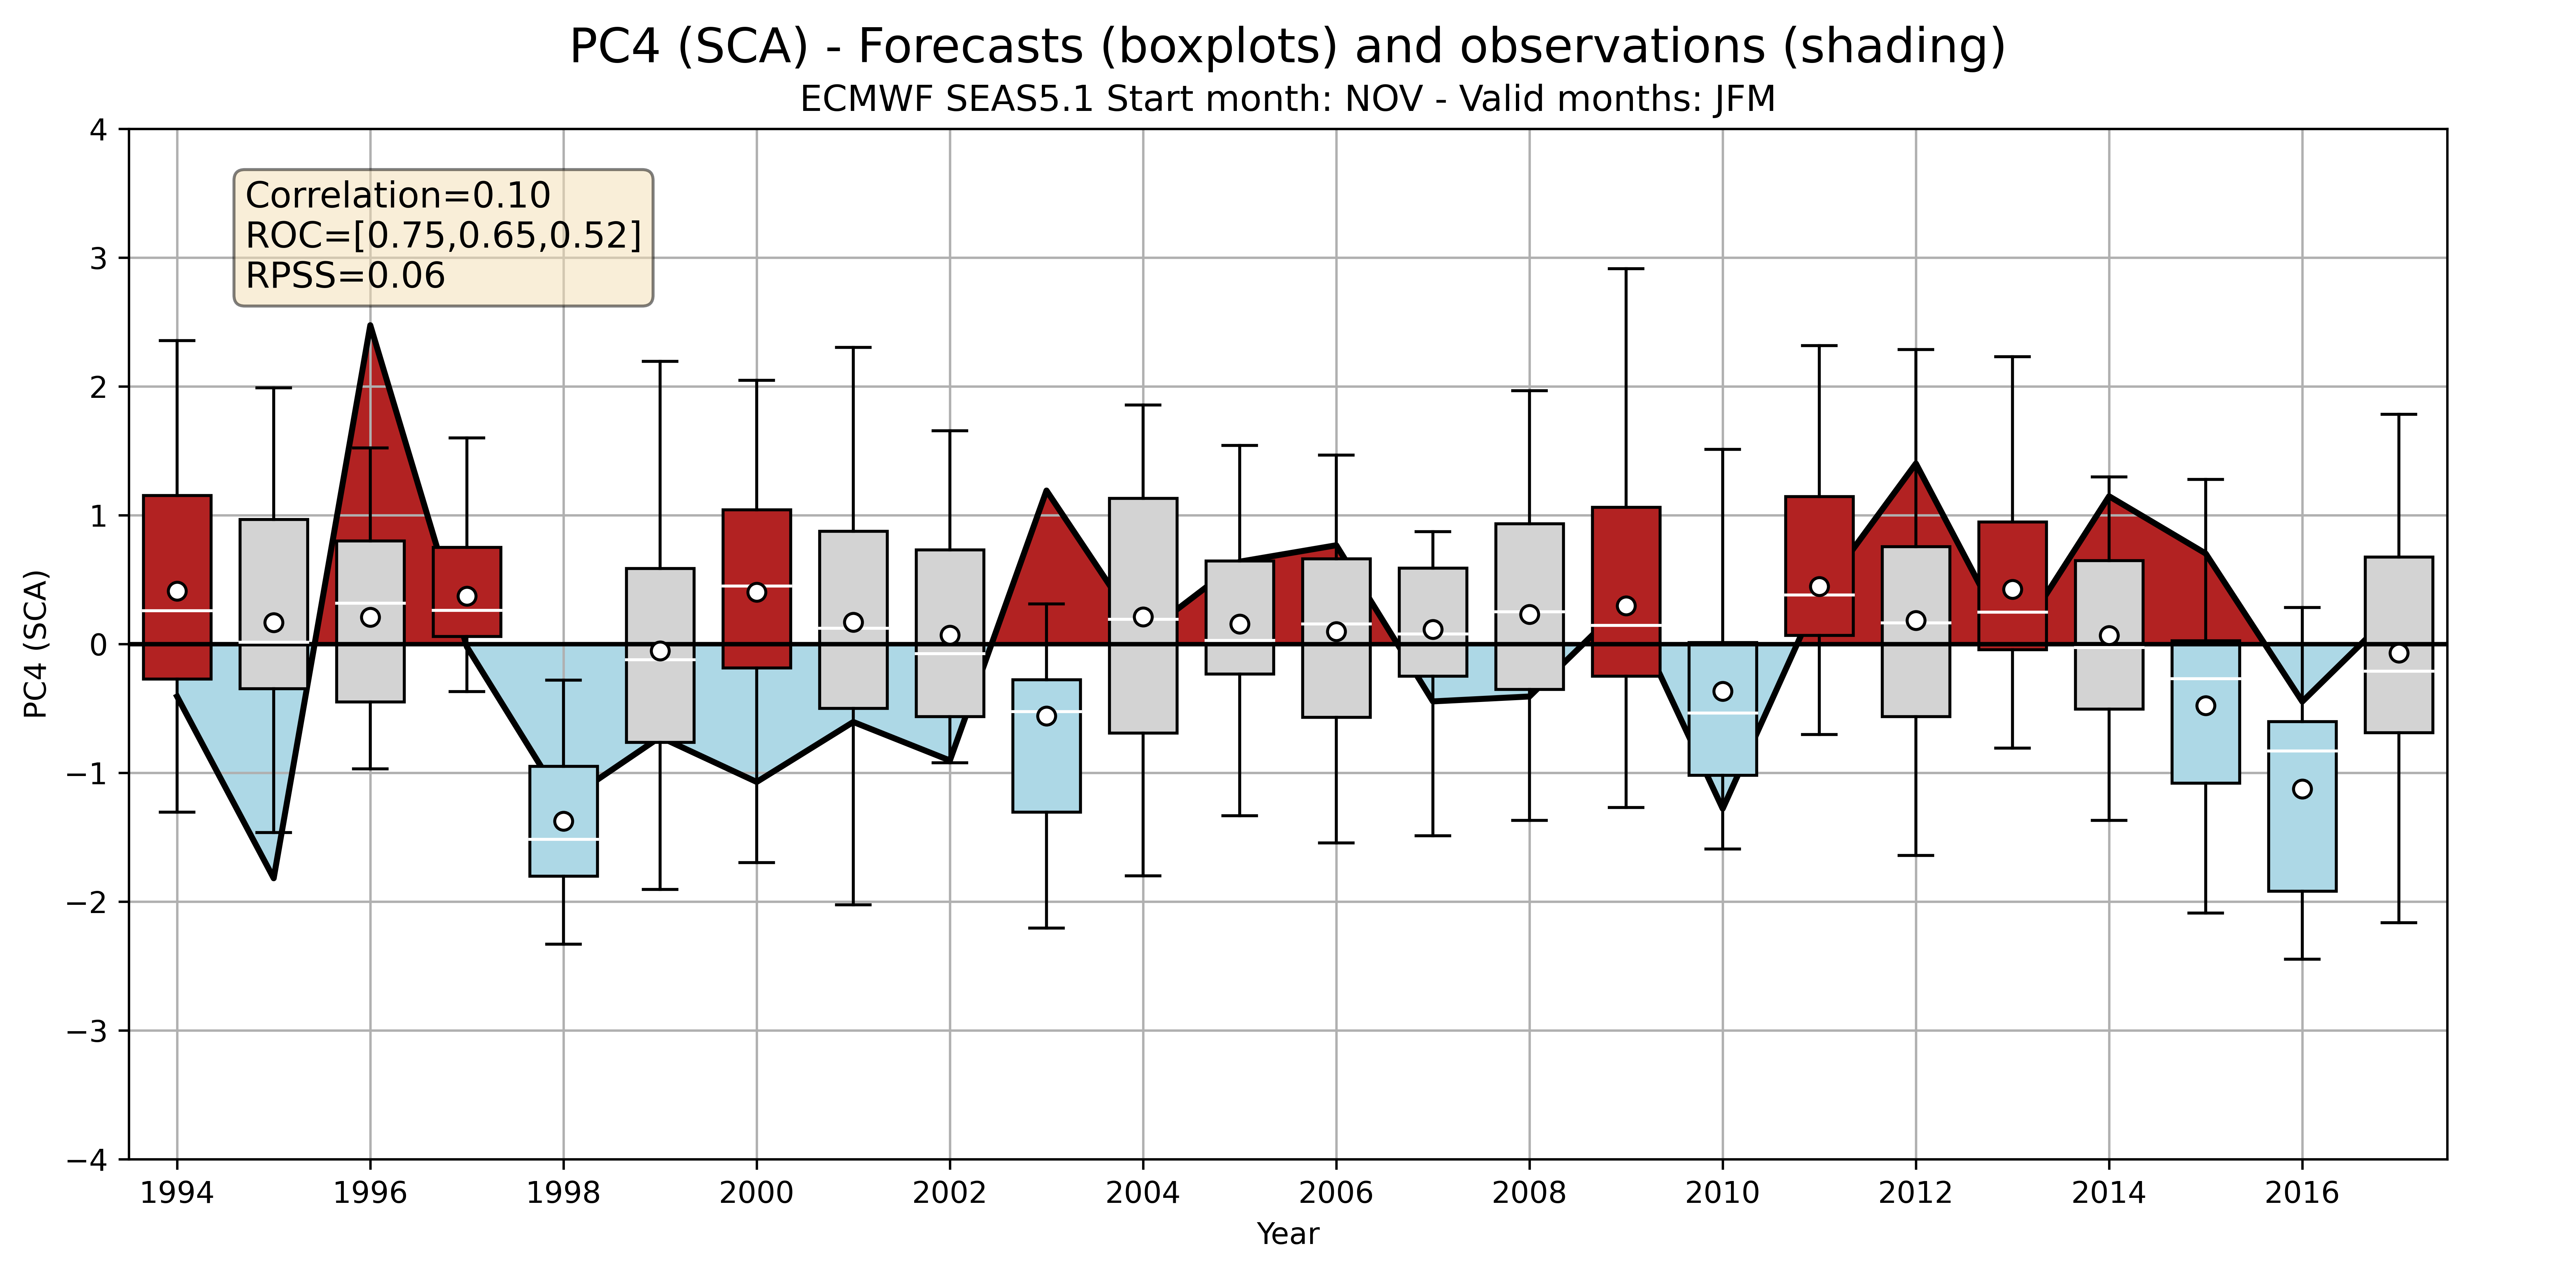 PC4 (SCA) - Forecasts (boxplots) and observations (shading)
ECMWF SEAS5.1 Start month: NOV - Valid months: JFM
Correlation=0.10
ROC=[0.75,0.65,0.52]
RPSS=0.06
PC4 (SCA)
4
3
2
1
0
−1
−2
−3
−4
1994 1996 1998 2000 2002 2004 2006 2008 2010 2012 2014 2016
Year